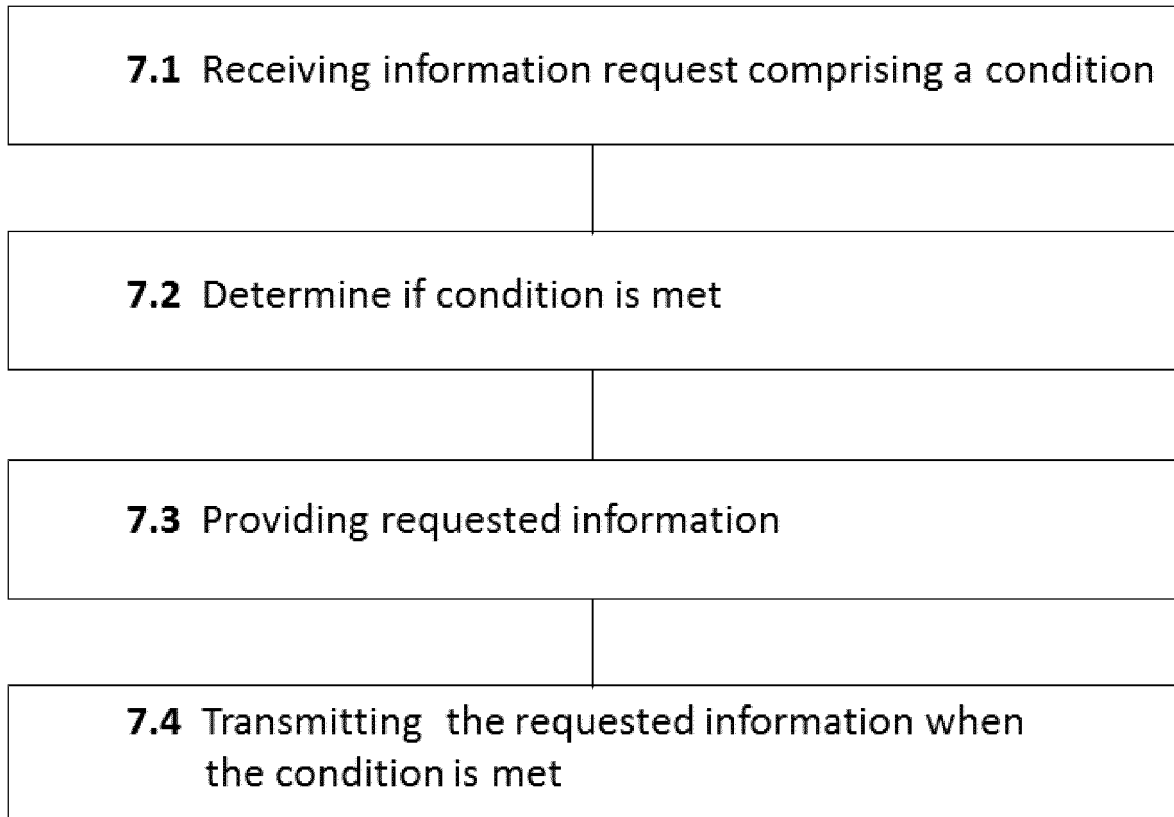 7.1 Receiving information request comprising a condition
7.2 Determine if condition is met
7.3 Providing requested information
7.4 Transmitting the requested information when
the condition is met